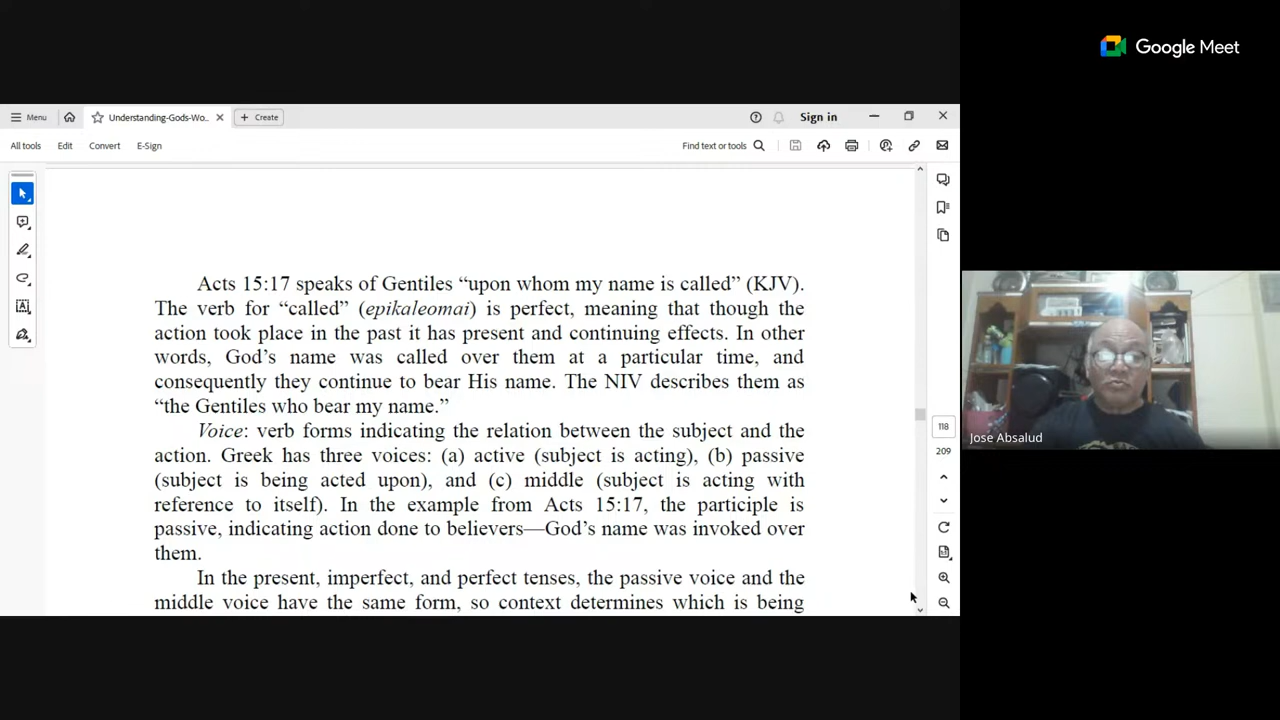 Google Meet
Menu
Understanding-Gods-Wo...
Create
Sign in
All tools
Edit
Convert
E-Sign
Find text or tools
Acts 15:17 speaks of Gentiles “upon whom my name is called” (KJV).
The verb for “called” (epikaleomai) is perfect, meaning that though the
action took place in the past it has present and continuing effects. In other
words, God’s name was called over them at a particular time, and
consequently they continue to bear His name. The NIV describes them as
“the Gentiles who bear my name.”
Voice: verb forms indicating the relation between the subject and the
action. Greek has three voices: (a) active (subject is acting), (b) passive
(subject is being acted upon), and (c) middle (subject is acting with
reference to itself). In the example from Acts 15:17, the participle is
passive, indicating action done to believers—God’s name was invoked over
them.
In the present, imperfect, and perfect tenses, the passive voice and the
middle voice have the same form, so context determines which is being
118
209
Jose Absalud